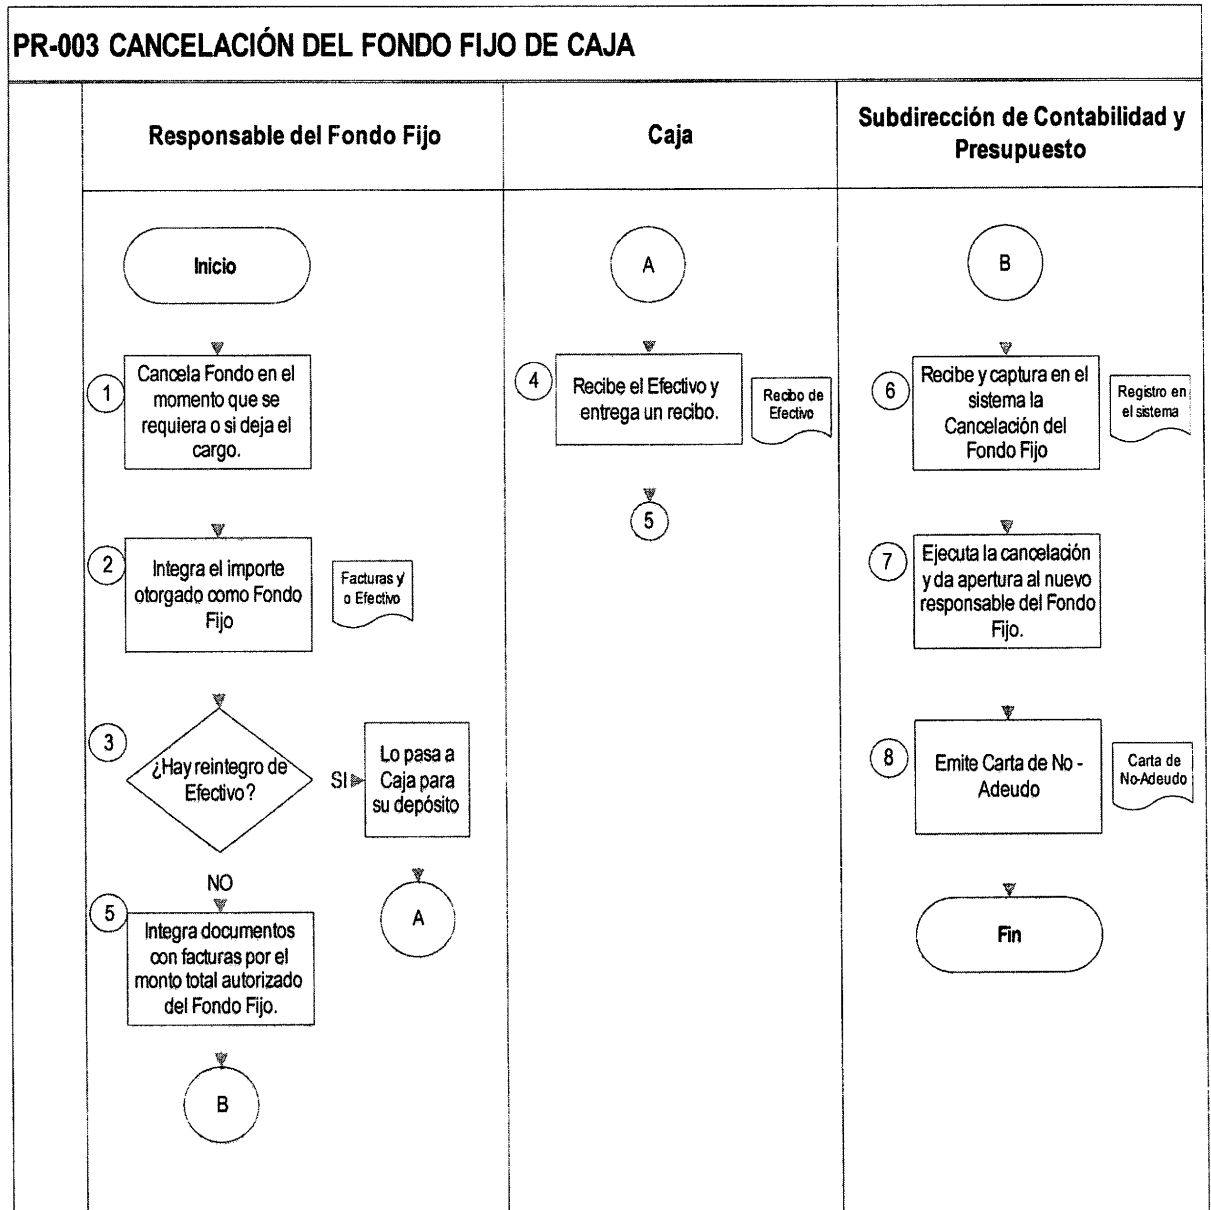 PR-003 CANCELACIÓN DEL FONDO FIJO DE CAJA
Responsable del Fondo Fijo
Caja
Subdirección de Contabilidad y
Presupuesto
Inicio
1
Cancela Fondo en el
momento que se
requiera o si deja el
cargo.
2
Integra el importe
otorgado como Fondo
Fijo
Facturas y/
o Efectivo
3
¿Hay reintegro de
Efectivo?
SI
Lo pasa a
Caja para
su depósito
A
NO
5
Integra documentos
con facturas por el
monto total autorizado
del Fondo Fijo.
B
A
4
Recibe el Efectivo y
entrega un recibo.
Recibo de
Efectivo
5
B
6
Recibe y captura en el
sistema la
Cancelación del
Fondo Fijo
Registro en
el sistema
7
Ejecuta la cancelación
y da apertura al nuevo
responsable del Fondo
Fijo.
8
Emite Carta de No -
Adeudo
Carta de
No-Adeudo
Fin